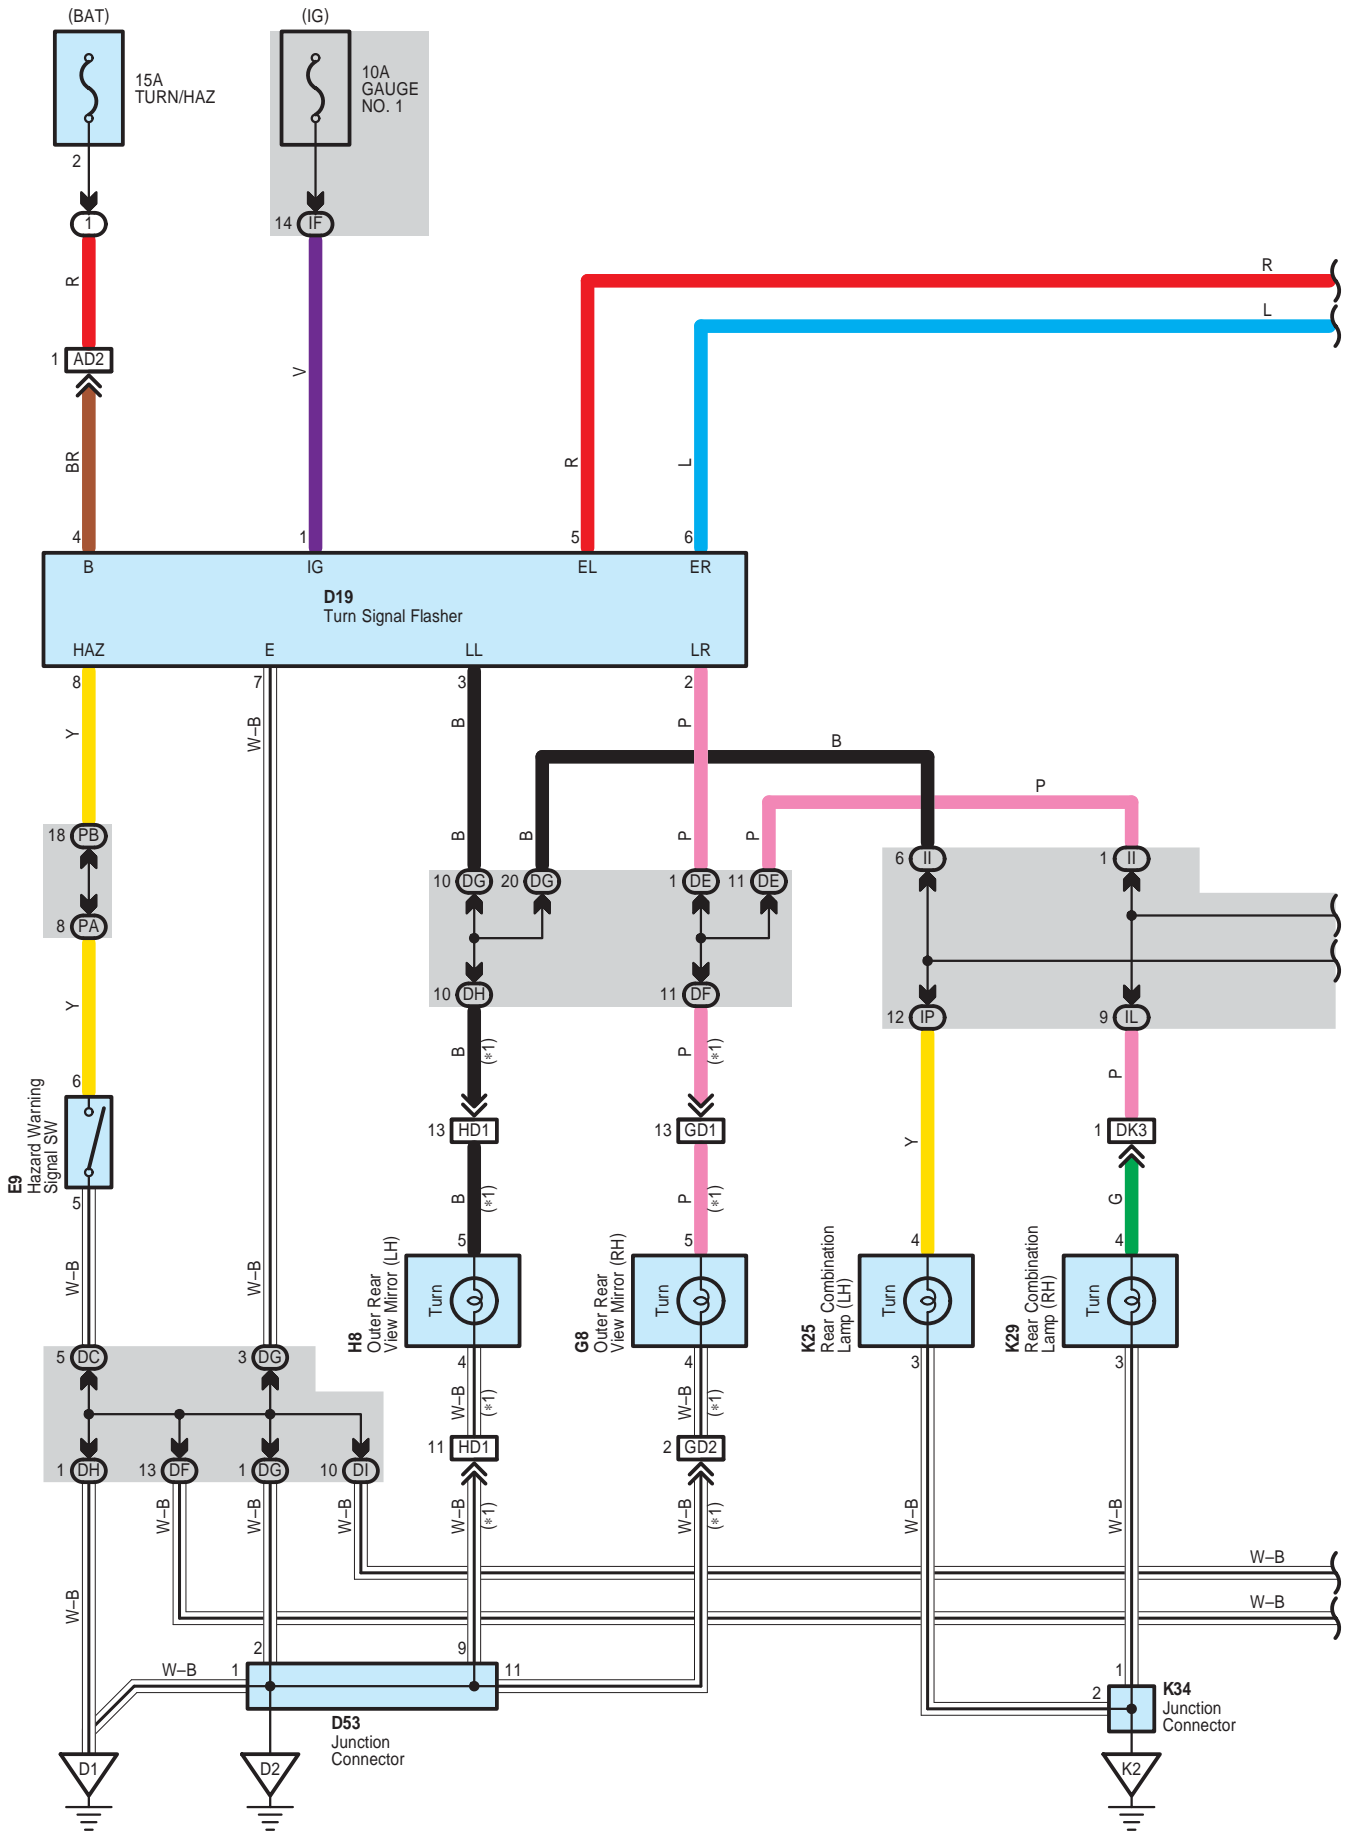 (BAT)
(IG)
15A
TURN/HAZ
10A
GAUGE
NO. 1
2
1
14 IF
R
R
L
1 AD2
V
BR
R
L
4
1
5
6
B
IG
EL
ER
D19
Turn Signal Flasher
HAZ
E
LL
LR
8
7
3
2
Y
W–B
B
P
B
P
18 PB
B
B
P
P
6 II
1 II
10 DG
20 DG
1 DE
11 DE
8 PA
10 DH
11 DF
12 IP
9 IL
Y
B
(*1)
P
(*1)
P
6
13 HD1
13 GD1
1 DK3
E9
Hazard Warning
Signal SW
Y
B
(*1)
P
(*1)
G
5
5
5
4
4
W–B
W–B
H8
Outer Rear
View Mirror (LH)
Turn
G8
Outer Rear
View Mirror (RH)
Turn
K25
Rear Combination
Lamp (LH)
Turn
K29
Rear Combination
Lamp (RH)
Turn
5 DC
3 DG
4
4
3
3
W–B
(*1)
W–B
(*1)
11 HD1
2 GD2
1 DH
13 DF
1 DG
10 DI
W–B
W–B
W–B
W–B
(*1)
W–B
(*1)
W–B
W–B
W–B
W–B
W–B
2
9
W–B
1
11
1
2
K34
Junction
Connector
D53
Junction
Connector
D1
D2
K2